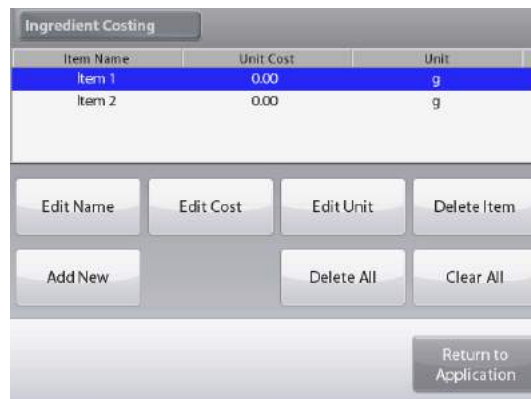 Ingredient Costing
Item Name Unit Cost Unit
Item 1 0.00 g
Item 2 0.00 g
Edit Name Edit Cost Edit Unit Delete Item
Add New Delete All Clear All
Return to
Application